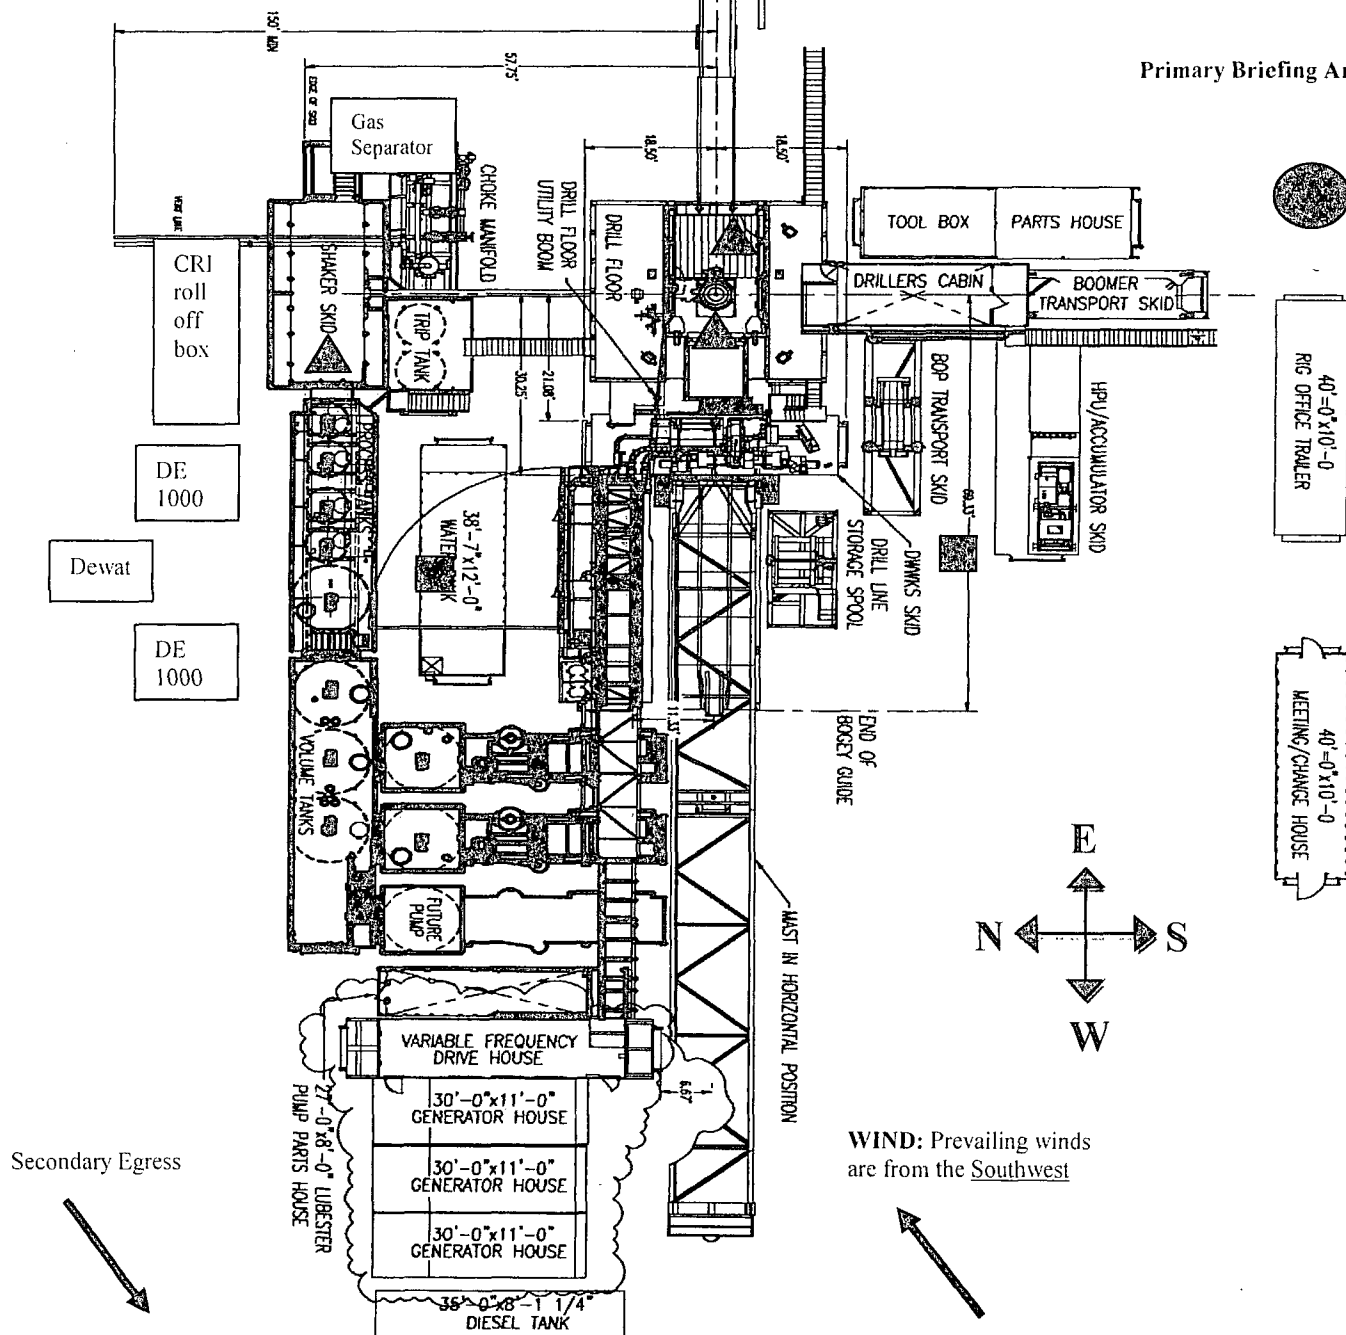 150' MIN
57.75'
EDGE OF SKID
Primary Briefing Ar
Gas
Separator
CHOKE MANIFOLD
18.50'
18.50'
DRILL FLOOR
UTILITY BOOM
DRILL FLOOR
TOOL BOX
PARTS HOUSE
VENT LINE
CRI
roll
off
box
SHAKER SKID
TRIP TANK
DRILLERS CABIN
BOOMER
TRANSPORT SKID
21.08'
30.25'
BOP TRANSPORT SKID
HPU/ACCUMULATOR SKID
40'=0"x10'-0
RIG OFFICE TRAILER
DE
1000
Dewat
DE
1000
38'-7"x12'-0"
DRILL LINE
STORAGE SPOOL
DWWKS SKID
69.33'
VOLUME TANKS
11.33'
END OF
BOGEY GUIDE
40'=0"x10'-0
MEETING/CHANGE HOUSE
FUTURE
PUMP
MAST IN HORIZONTAL POSITION
E
N
S
W
VARIABLE FREQUENCY
DRIVE HOUSE
6.67'
27'-0"x8'-0" LUBESTER
PUMP PARTS HOUSE
30'-0"x11'-0"
GENERATOR HOUSE
30'-0"x11'-0"
GENERATOR HOUSE
30'-0"x11'-0"
GENERATOR HOUSE
Secondary Egress
WIND: Prevailing winds
are from the Southwest
35'-0"x8'-1 1/4"
DIESEL TANK